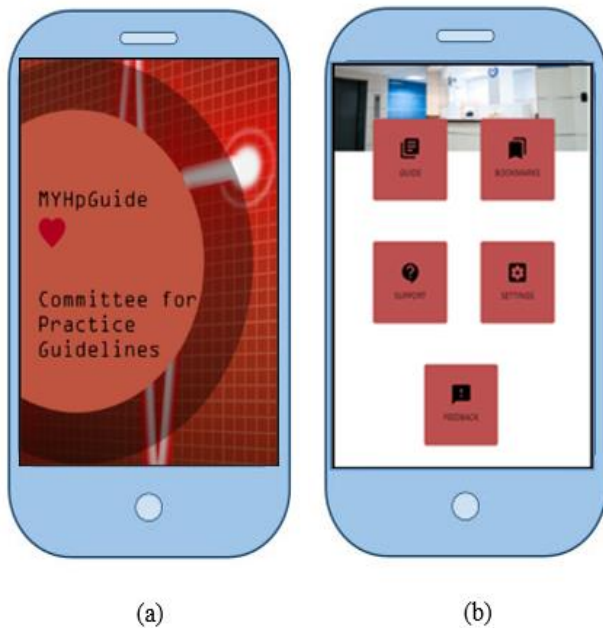 MYHpGuide
Committee for
Practice
Guidelines
GUIDE
BOOKMARKS
SUPPORT
SETTINGS
FEEDBACK
(a)
(b)